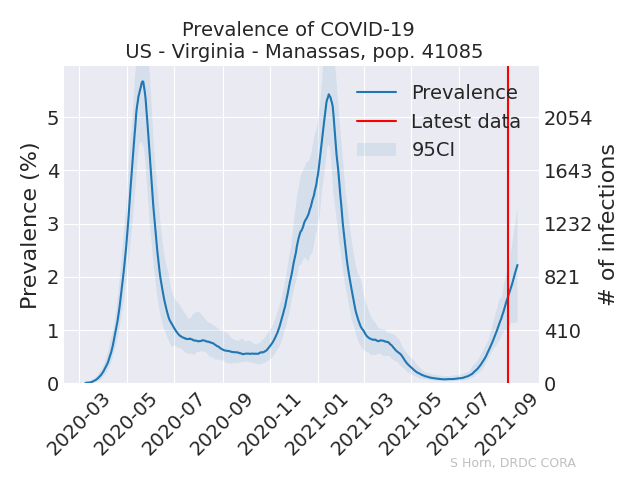 Prevalence of COVID-19
US - Virginia - Manassas, pop. 41085
Prevalence
Latest data
95CI
Prevalence (%)
5
4
3
2
1
0
2054
1643
1232
821
410
0
# of infections
2020-03
2020-05
2020-07
2020-09
2020-11
2021-01
2021-03
2021-05
2021-07
2021-09
S Horn, DRDC CORA